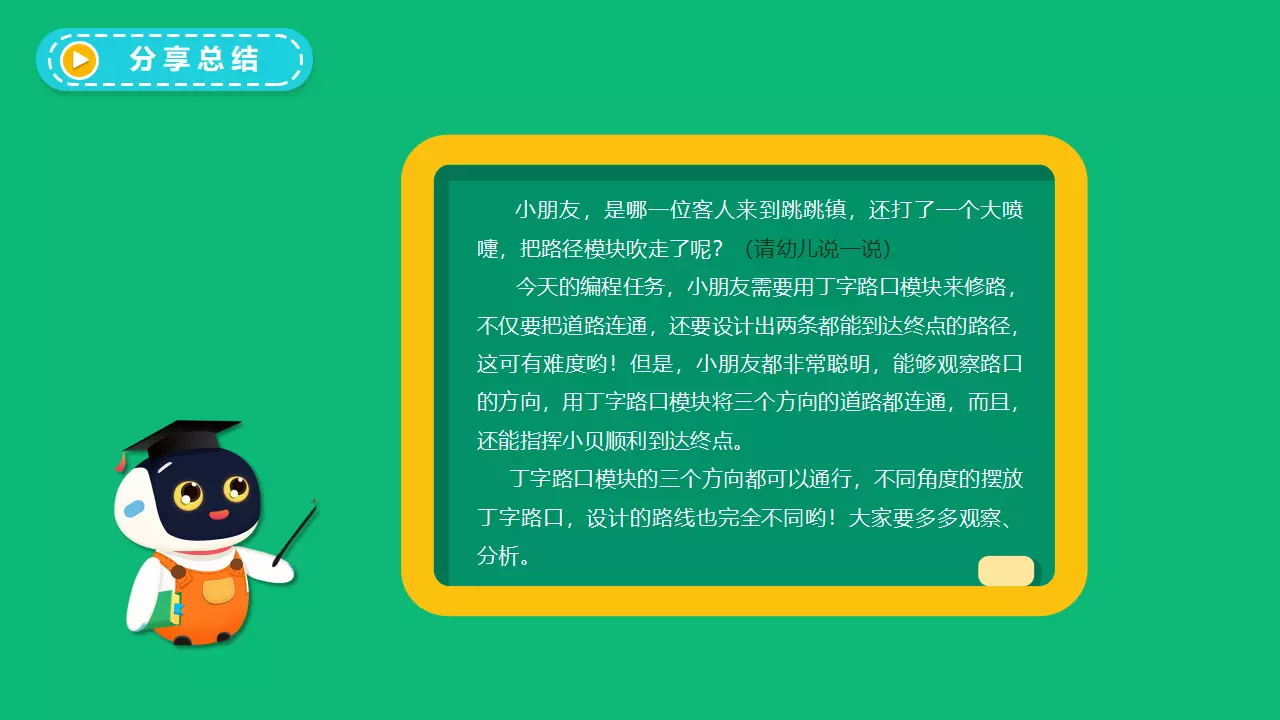 分享总结
小朋友，是哪一位客人来到跳跳镇，还打了一个大喷
嚏，把路径模块吹走了呢？（请幼儿说一说）
今天的编程任务，小朋友需要用丁字路口模块来修路，
不仅要把道路连通，还要设计出两条都能到达终点的路径，
这可有难度哟！但是，小朋友都非常聪明，能够观察路口
的方向，用丁字路口模块将三个方向的道路都连通，而且，
还能指挥小贝顺利到达终点。
丁字路口模块的三个方向都可以通行，不同角度的摆放
丁字路口，设计的路线也完全不同哟！大家要多多观察、
分析。